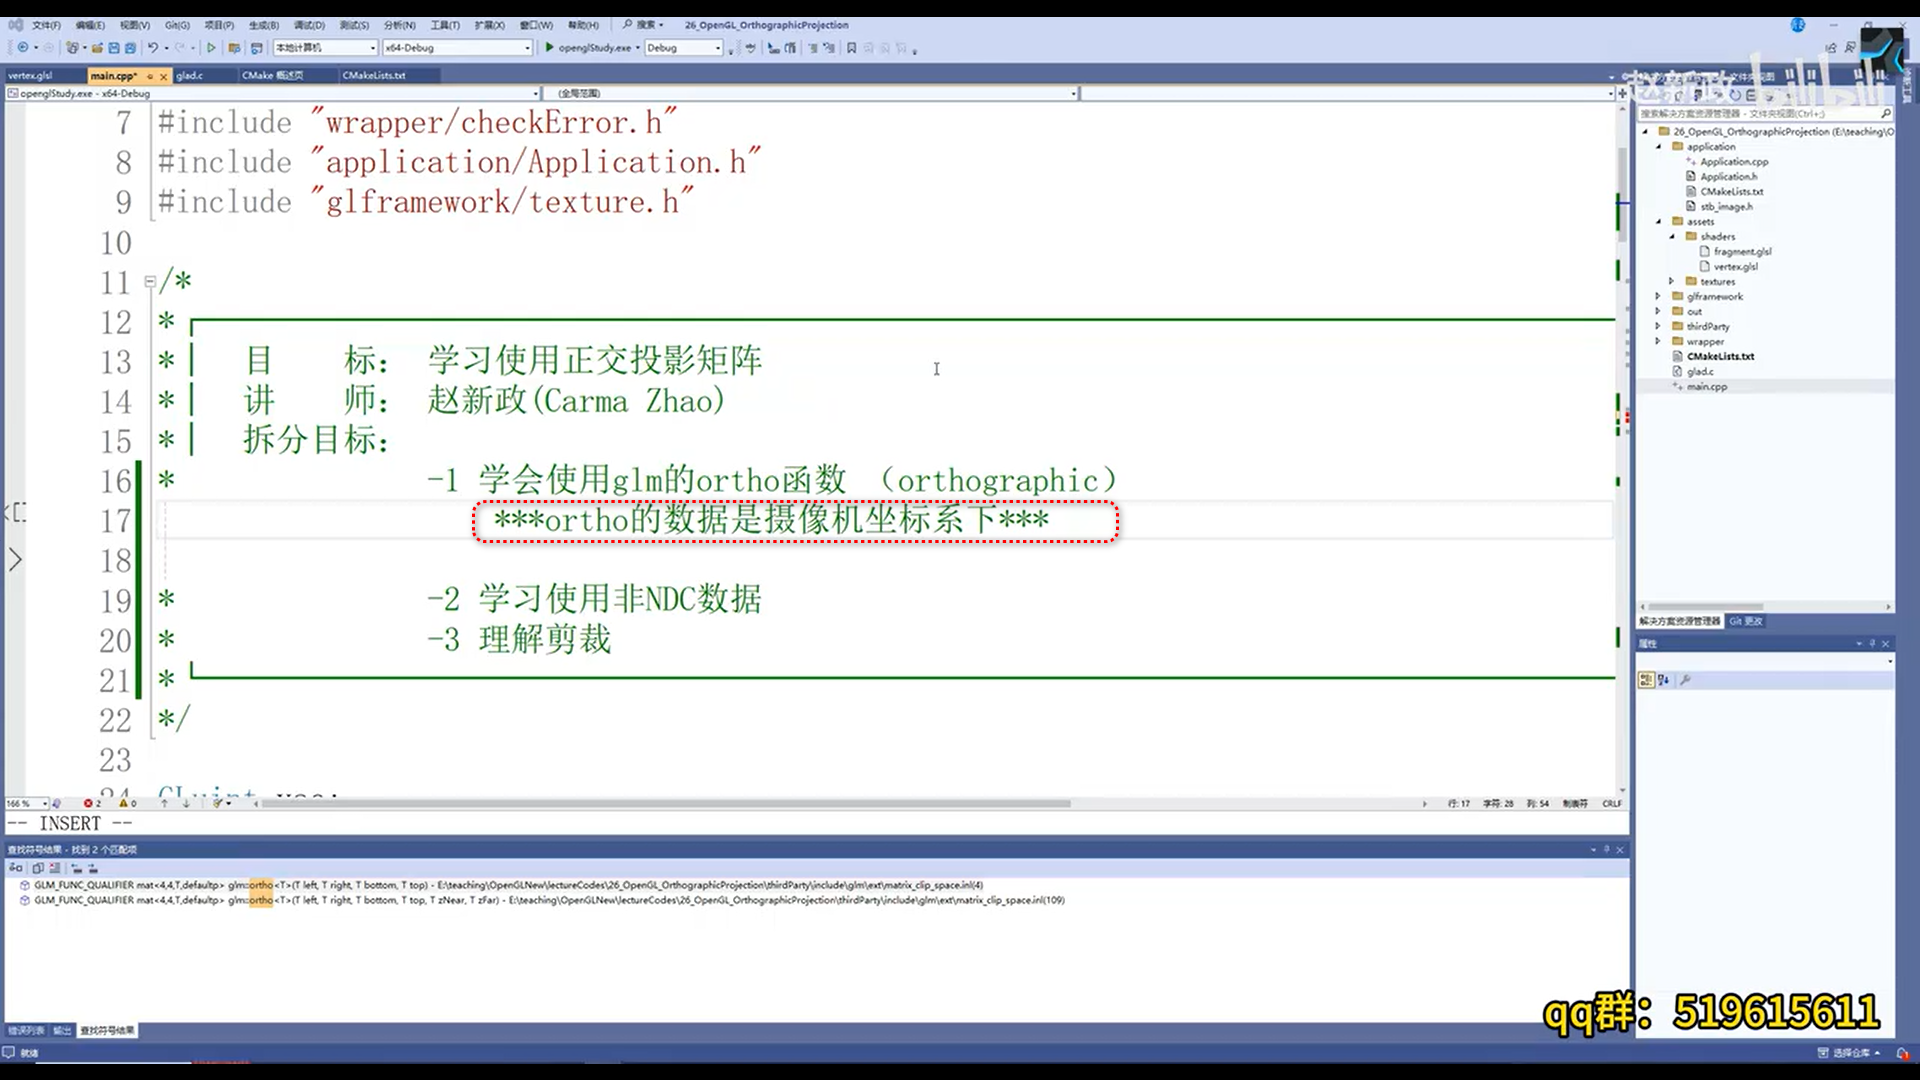 文件(F) 编辑(E) 视图(V) Git(G) 项目(P) 生成(B) 调试(D) 测试(S) 分析(N) 工具(T) 扩展(X) 窗口(W) 帮助(H) 搜索 26_OpenGL_OrthographicProjection
本地计算机 x64-Debug openglStudy.exe Debug
vertex.glsl main.cpp* glad.c CMake 概述页 CMakeLists.txt
openglStudy.exe - x64-Debug (全局范围)
7 #include "wrapper/checkError.h"
8 #include "application/Application.h"
9 #include "glframework/texture.h"
10
11 /*
12 *
13 * 目 标： 学习使用正交投影矩阵
14 * 讲 师： 赵新政(Carma Zhao)
15 * 拆分目标：
16 * -1 学会使用glm的ortho函数 （orthographic）
17 ***ortho的数据是摄像机坐标系下***
18
19 * -2 学习使用非NDC数据
20 * -3 理解剪裁
21 *
22 */
23
166 % 2 0 行: 17 字符: 28 列: 54 制表符 CRLF
-- INSERT --
查找符号结果 - 找到 2 个匹配项
GLM_FUNC_QUALIFIER mat<4,4,T,defaultp> glm::ortho<T>(T left, T right, T bottom, T top) - E:\teaching\OpenGLNew\lectureCodes\26_OpenGL_OrthographicProjection\thirdParty\include\glm\ext\matrix_clip_space.inl(4)
GLM_FUNC_QUALIFIER mat<4,4,T,defaultp> glm::ortho<T>(T left, T right, T bottom, T top, T zNear, T zFar) - E:\teaching\OpenGLNew\lectureCodes\26_OpenGL_OrthographicProjection\thirdParty\include\glm\ext\matrix_clip_space.inl(109)
错误列表 输出 查找符号结果
就绪
赵新政 bilibili
搜索解决方案资源管理器 - 文件夹视图(Ctrl+;)
26_OpenGL_OrthographicProjection (E:\teaching\O
application
Application.cpp
Application.h
CMakeLists.txt
stb_image.h
assets
shaders
fragment.glsl
vertex.glsl
textures
glframework
out
thirdParty
wrapper
CMakeLists.txt
glad.c
main.cpp
解决方案资源管理器 Git 更改
属性
qq群：519615611
选择仓库